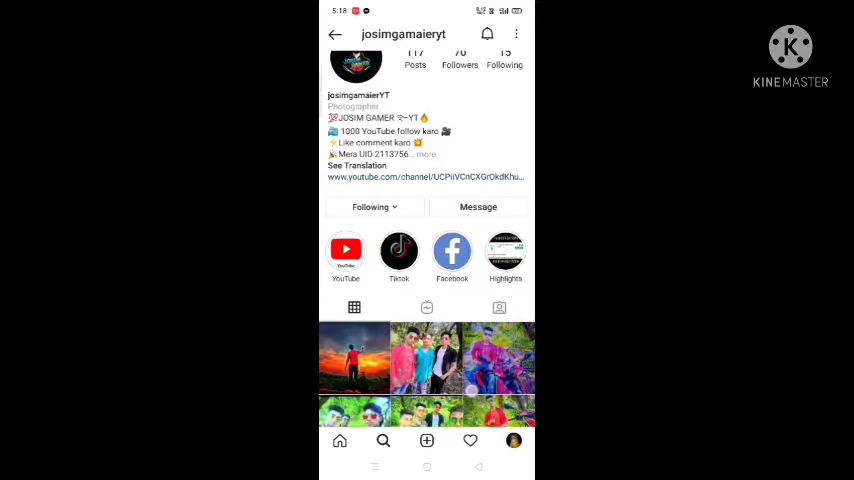 5:18
josimgamaieryt
117 70 15
Posts Followers Following
josimgamaierYT
Photographer
💯JOSIM GAMER ࿐YT🔥
1000 YouTube follow karo 🎥
⚡Like comment karo 💥
🎉Mera UID 2113756... more
See Translation
www.youtube.com/channel/UCPiiVCnCXGr0kdKhu...
Following Message
YouTube
YouTube Tiktok Facebook Highlights
KINEMASTER